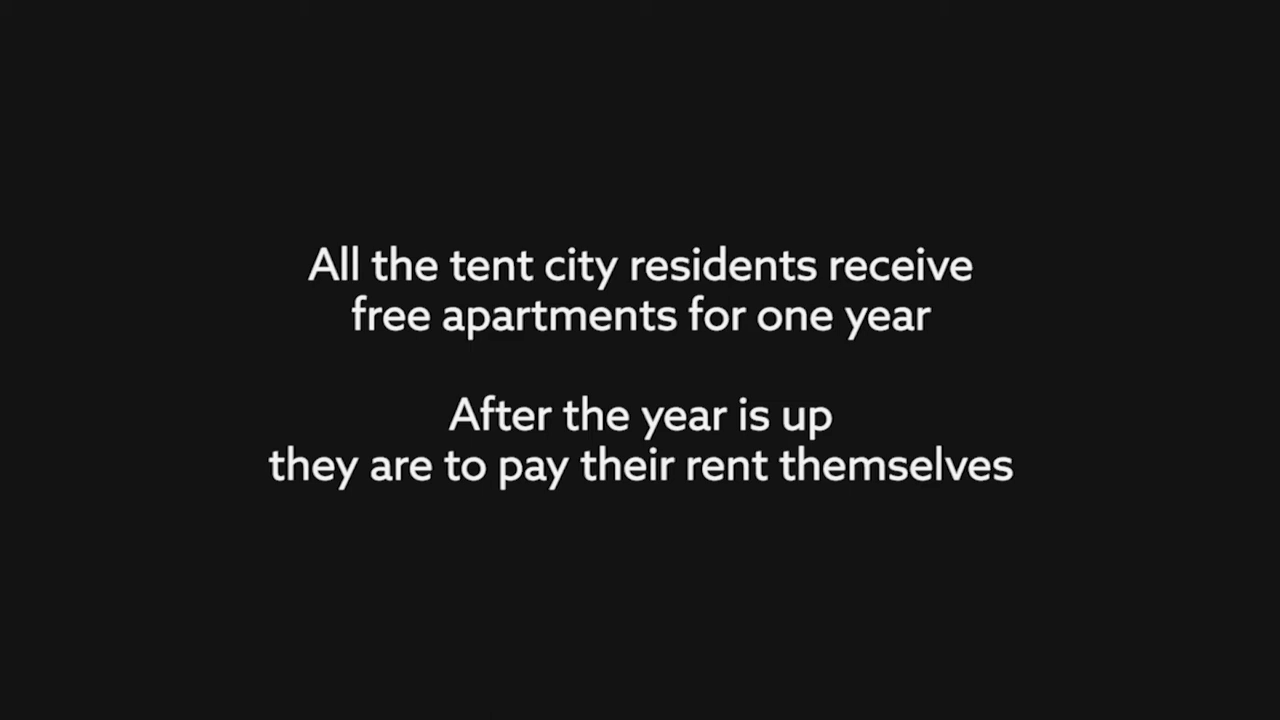 All the tent city residents receive
free apartments for one year
After the year is up
they are to pay their rent themselves